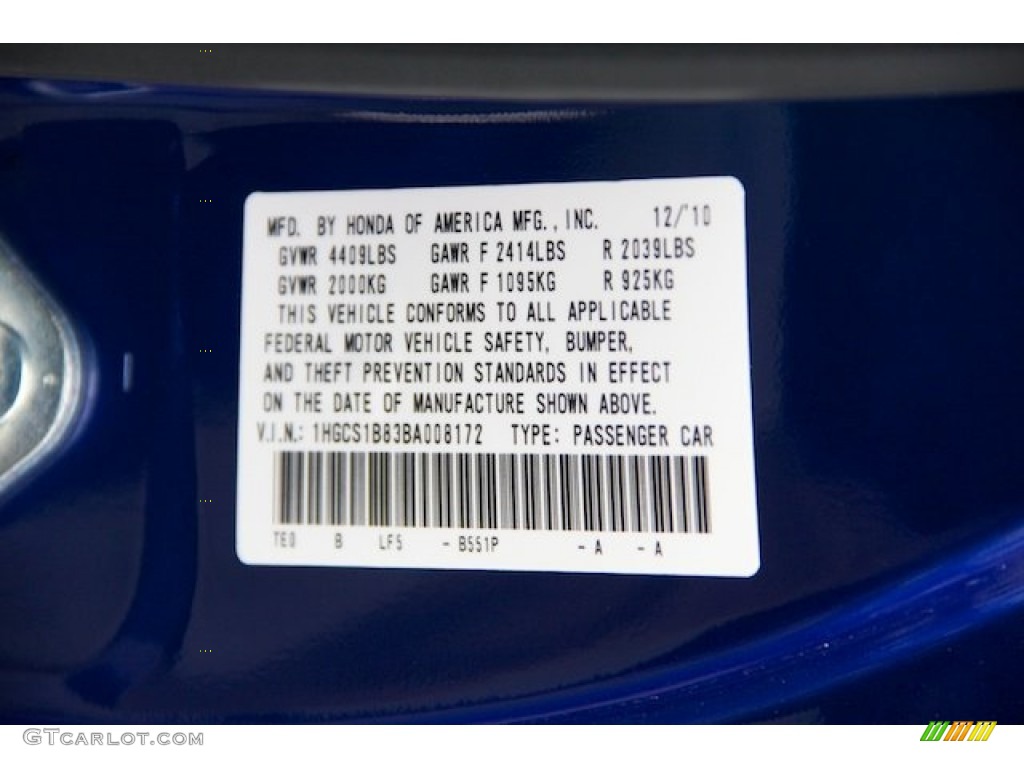 MFD. BY HONDA OF AMERICA MFG., INC. 12/'10
GVWR 4409LBS GAWR F 2414LBS R 2039LBS
GVWR 2000KG GAWR F 1095KG R 925KG
THIS VEHICLE CONFORMS TO ALL APPLICABLE
FEDERAL MOTOR VEHICLE SAFETY, BUMPER,
AND THEFT PREVENTION STANDARDS IN EFFECT
ON THE DATE OF MANUFACTURE SHOWN ABOVE.
V.I.N.: 1HGCS1B83BA008172 TYPE: PASSENGER CAR
TE0 B LF5 - B551P - A - A
GTcarlot.com